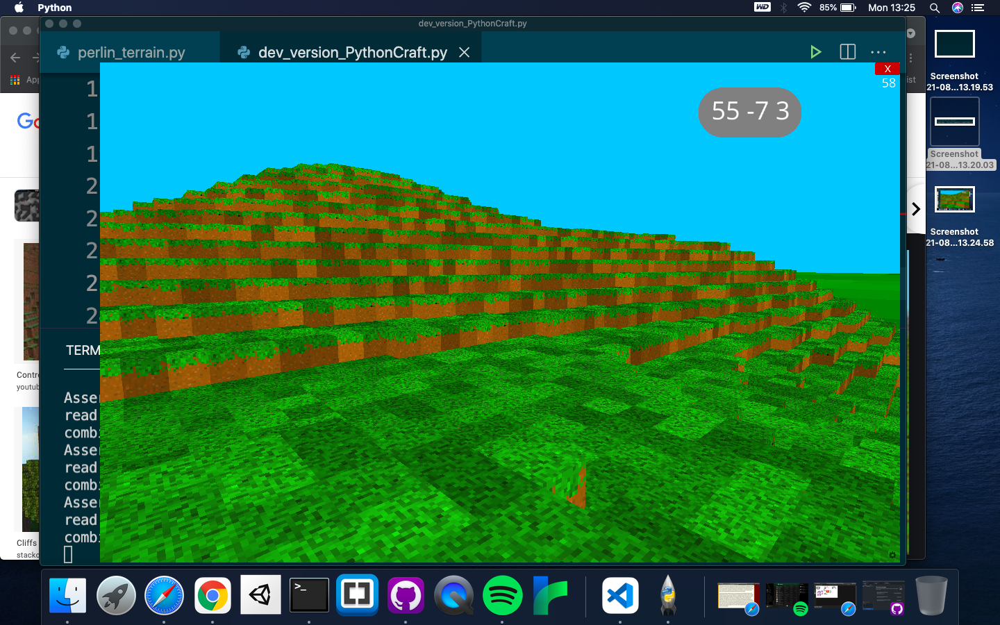 Python
WD
85%
Mon 13:25
dev_version_PythonCraft.py
perlin_terrain.py
dev_version_PythonCraft.py
X
58
55 -7 3
1
1
1
2
2
2
2
2
TERM
Asse
read
comb
Asse
read
comb
Asse
read
comb
Go
Contr
youtub
Cliffs
stacko
ist
Screenshot
21-08...13.19.53
Screenshot
21-08...13.20.03
Screenshot
21-08...13.24.58
>_